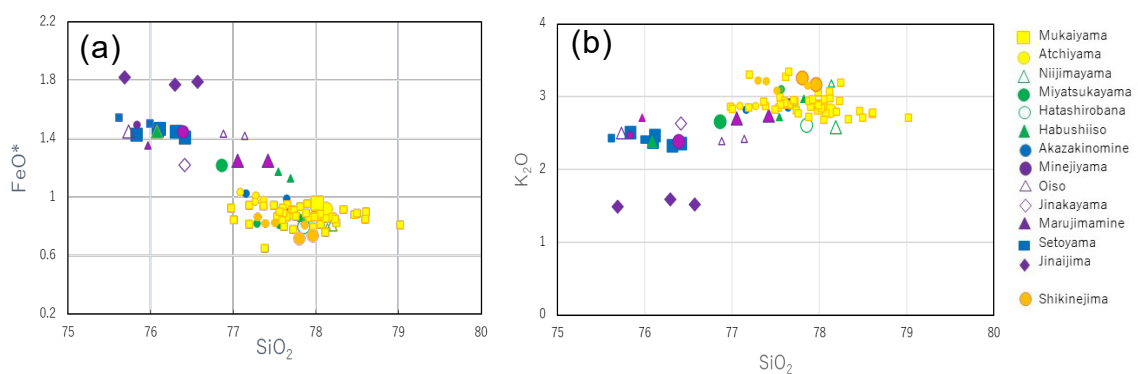 (a)
FeO*
2.2
1.8
1.4
1
0.6
0.2
75 76 77 78 79 80
SiO2
(b)
K2O
4
3
2
1
0
75 76 77 78 79 80
SiO2
Mukaiyama
Atchiyama
Niijimayama
Miyatsukayama
Hatashirobana
Habushiiso
Akazakinomine
Minejiyama
Oiso
Jinakayama
Marujimamine
Setoyama
Jinaijima
Shikinejima